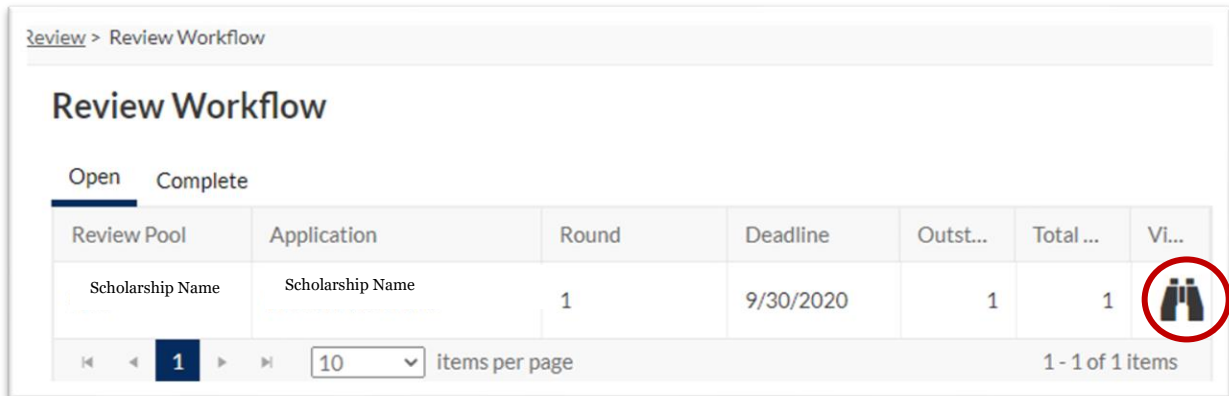 Review > Review Workflow
Review Workflow
Open Complete
Review Pool Application Round Deadline Outst... Total ... Vi...
Scholarship Name Scholarship Name 1 9/30/2020 1 1
1 10 items per page 1 - 1 of 1 items